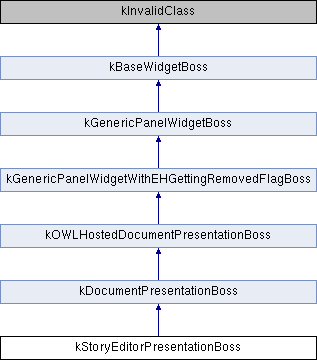 kInvalidClass
kBaseWidgetBoss
kGenericPanelWidgetBoss
kGenericPanelWidgetWithEHGettingRemovedFlagBoss
kOWLHostedDocumentPresentationBoss
kDocumentPresentationBoss
kStoryEditorPresentationBoss